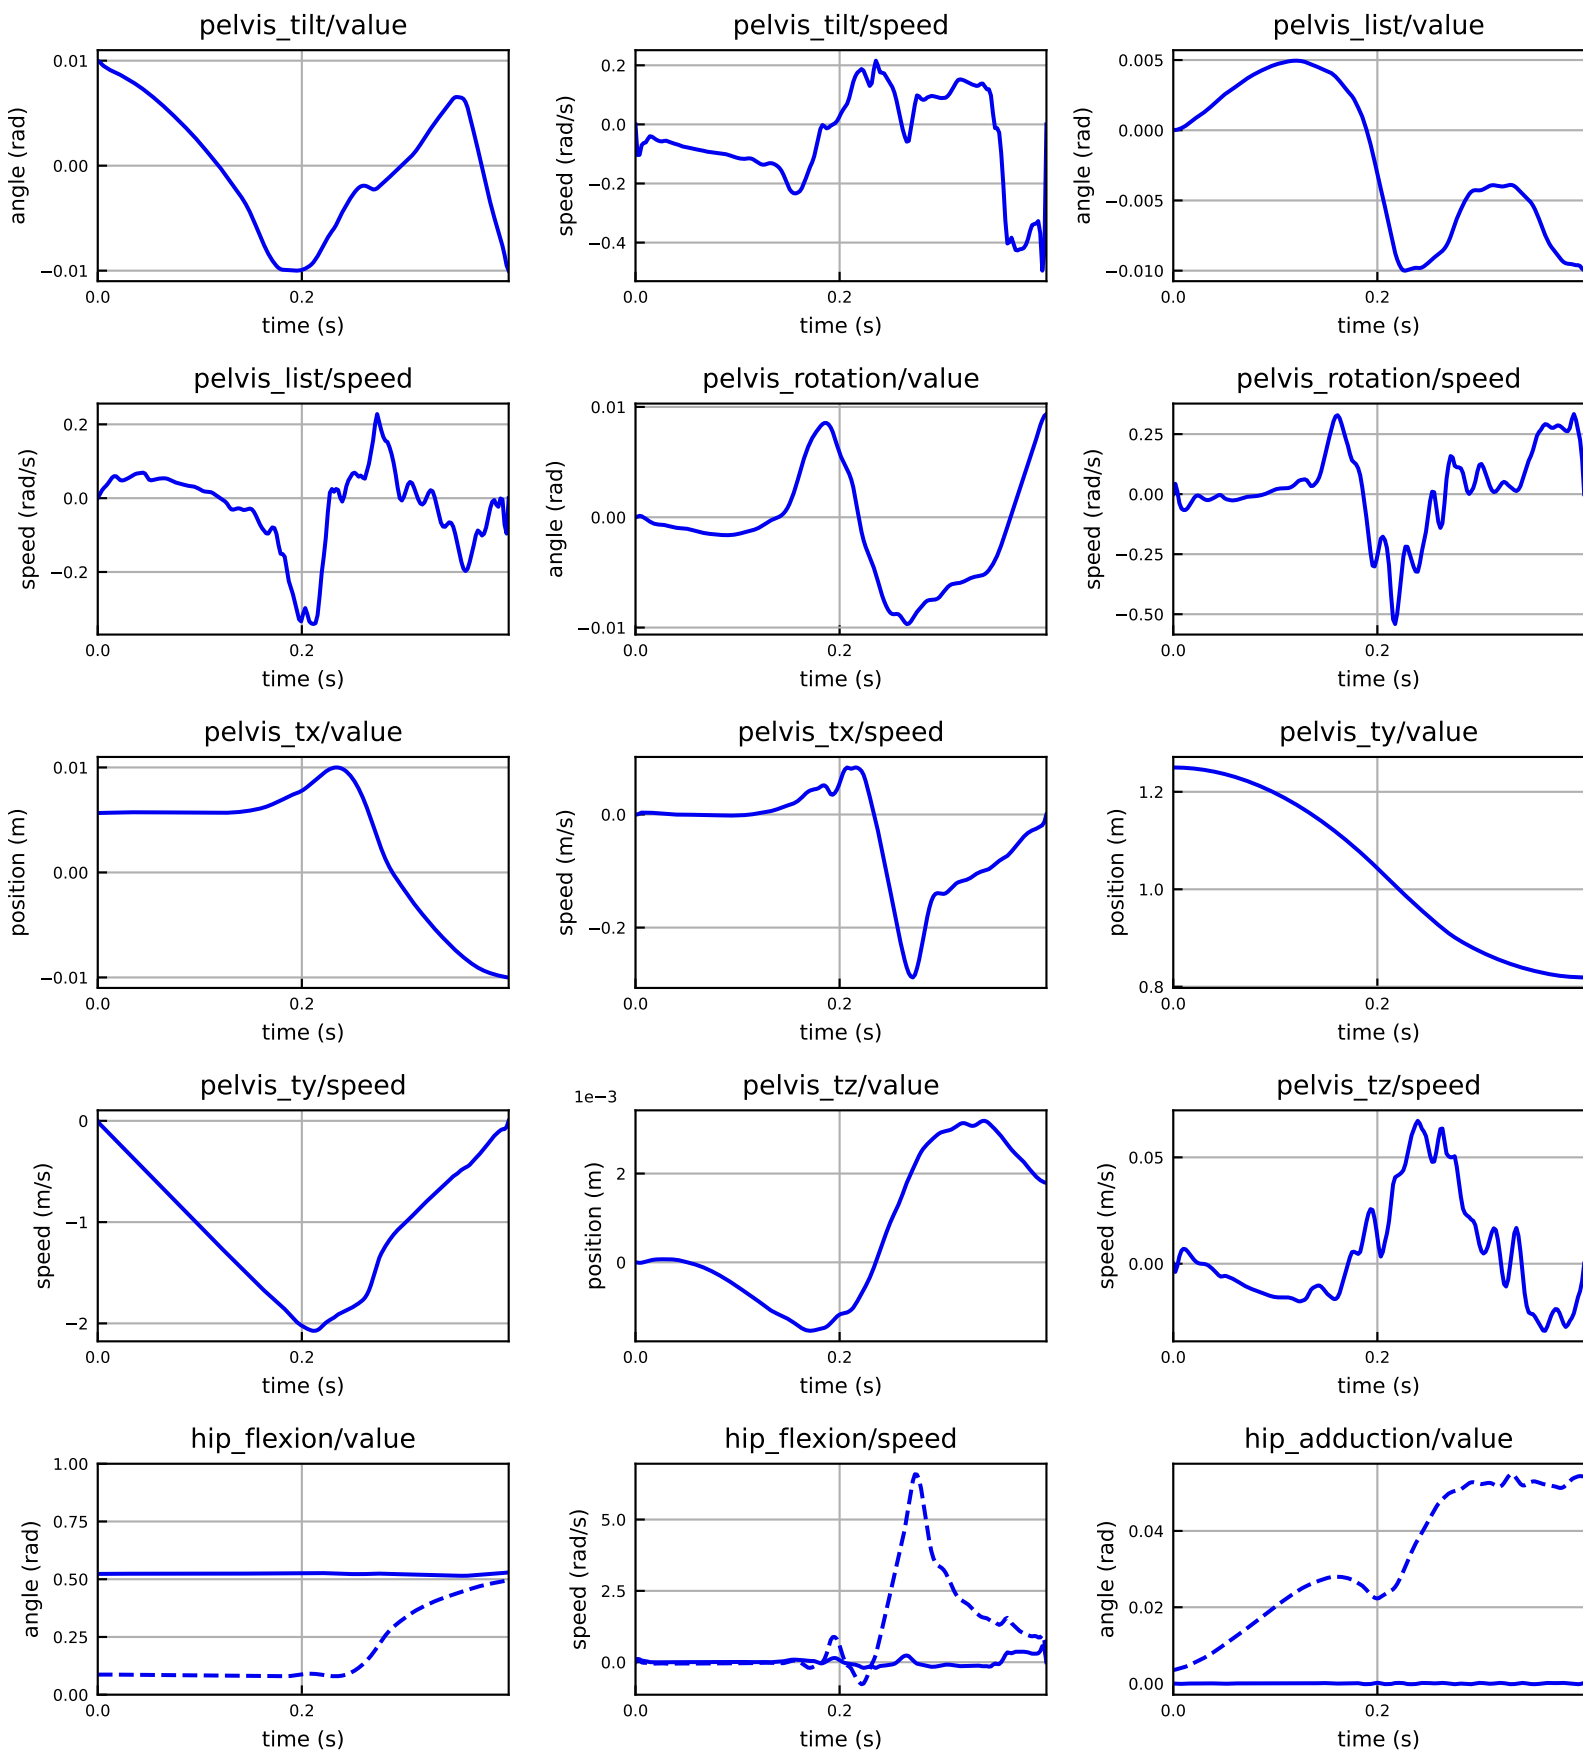 pelvis_tilt/value
pelvis_tilt/speed
pelvis_list/value
angle (rad)
0.01
0.00
−0.01
0.0
0.2
time (s)
speed (rad/s)
0.2
0.0
−0.2
−0.4
0.0
0.2
time (s)
angle (rad)
0.005
0.000
−0.005
−0.010
0.0
0.2
time (s)
pelvis_list/speed
pelvis_rotation/value
pelvis_rotation/speed
speed (rad/s)
0.2
0.0
−0.2
0.0
0.2
time (s)
angle (rad)
0.01
0.00
−0.01
0.0
0.2
time (s)
speed (rad/s)
0.25
0.00
−0.25
−0.50
0.0
0.2
time (s)
pelvis_tx/value
pelvis_tx/speed
pelvis_ty/value
position (m)
0.01
0.00
−0.01
0.0
0.2
time (s)
speed (m/s)
0.0
−0.2
0.0
0.2
time (s)
position (m)
1.2
1.0
0.8
0.0
0.2
time (s)
pelvis_ty/speed
pelvis_tz/value
pelvis_tz/speed
speed (m/s)
0
−1
−2
0.0
0.2
time (s)
1e−3
position (m)
2
0
0.0
0.2
time (s)
speed (m/s)
0.05
0.00
0.0
0.2
time (s)
hip_flexion/value
hip_flexion/speed
hip_adduction/value
angle (rad)
1.00
0.75
0.50
0.25
0.00
0.0
0.2
time (s)
speed (rad/s)
5.0
2.5
0.0
0.0
0.2
time (s)
angle (rad)
0.04
0.02
0.00
0.0
0.2
time (s)